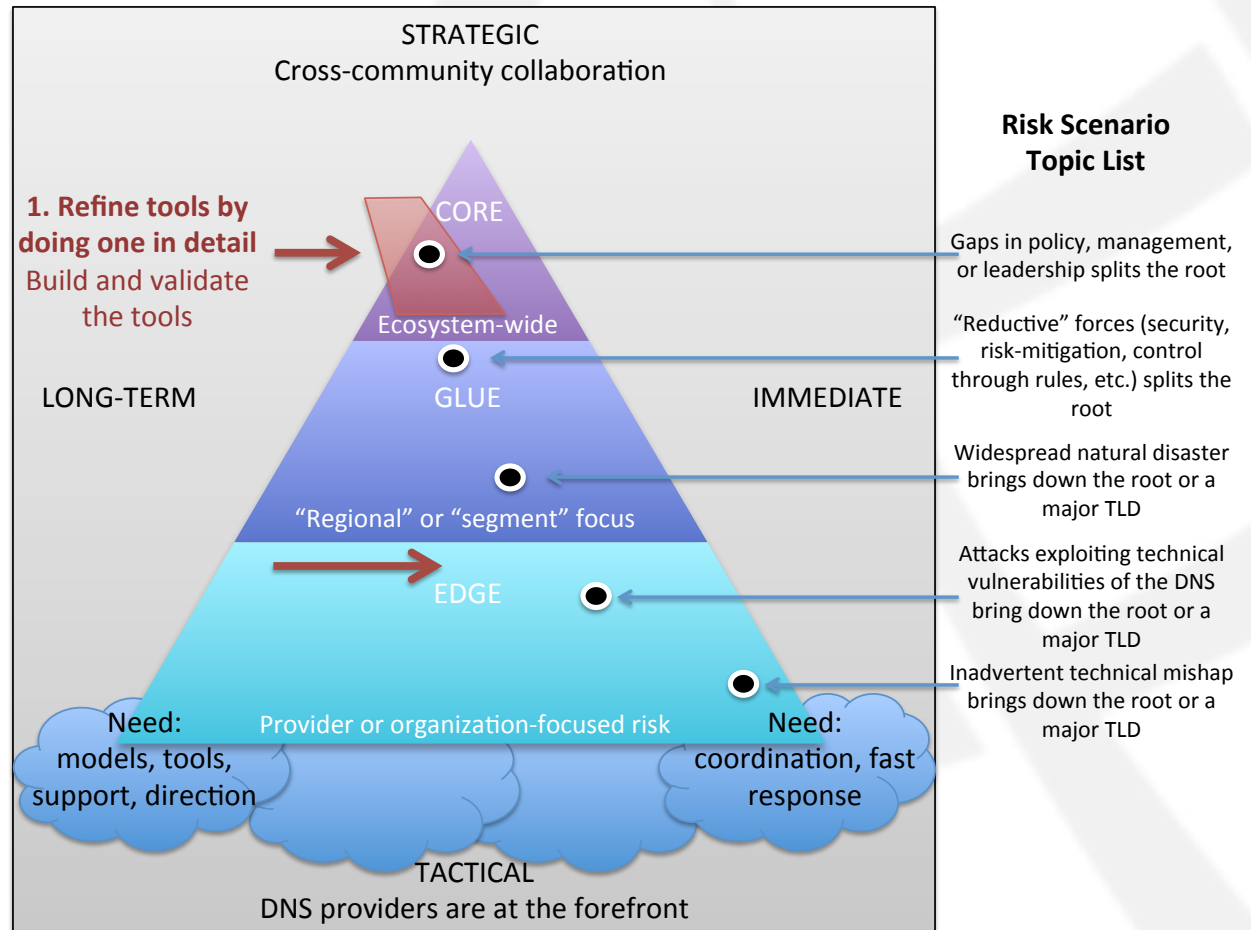 STRATEGIC
Cross-community collaboration
Risk Scenario
Topic List
1. Refine tools by
doing one in detail
Build and validate
the tools
CORE
Ecosystem-wide
Gaps in policy, management,
or leadership splits the root
“Reductive” forces (security,
risk-mitigation, control
through rules, etc.) splits the
root
LONG-TERM
GLUE
IMMEDIATE
“Regional” or “segment” focus
Widespread natural disaster
brings down the root or a
major TLD
EDGE
Attacks exploiting technical
vulnerabilities of the DNS
bring down the root or a
major TLD
Inadvertent technical mishap
brings down the root or a
major TLD
Provider or organization-focused risk
Need:
models, tools,
support, direction
Need:
coordination, fast
response
TACTICAL
DNS providers are at the forefront